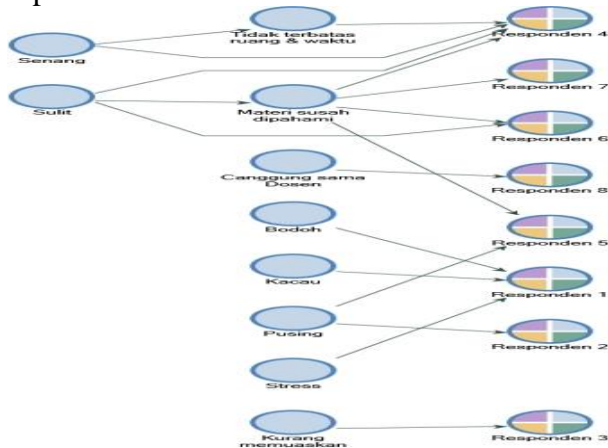 Tidak terbatas
ruang & waktu
Responden 4
Senang
Responden 7
Sulit
Materi susah
dipahami
Responden 6
Canggung sama
Dosen
Responden 8
Bodoh
Responden 5
Kacau
Responden 1
Pusing
Responden 2
Stress
Kurang
memuaskan
Responden 3